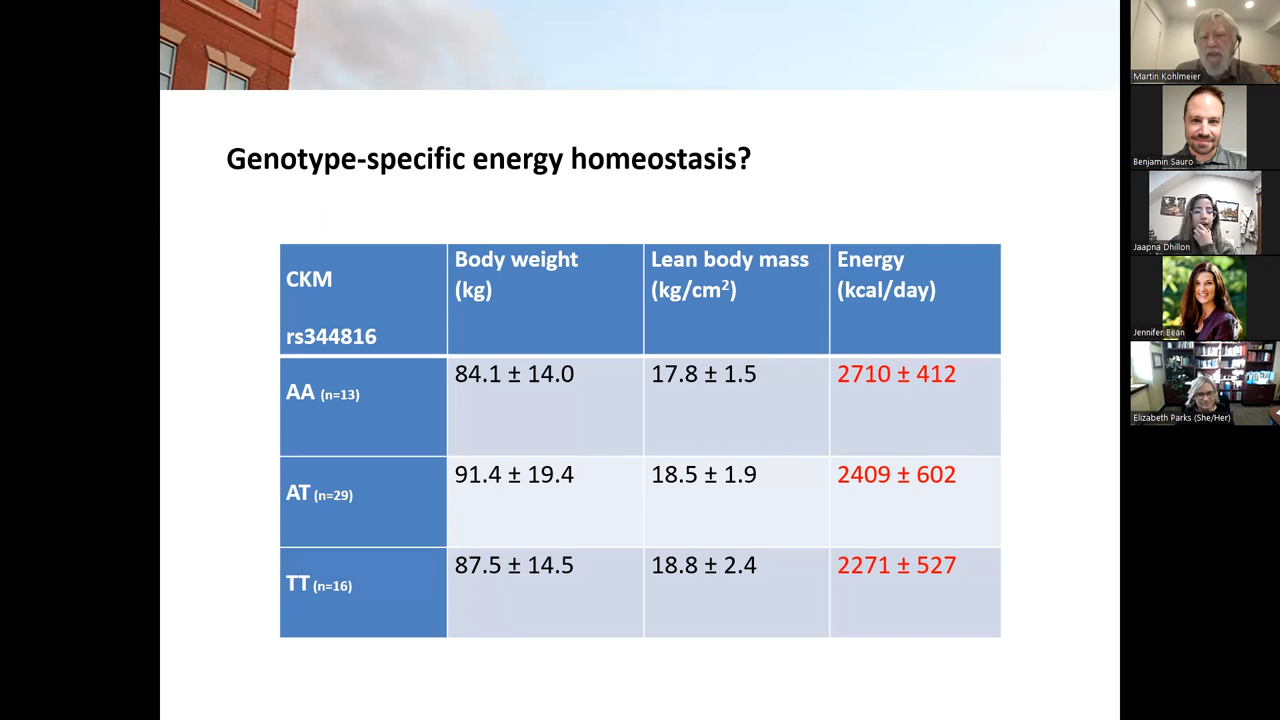 Genotype-specific energy homeostasis?
CKM
rs344816
Body weight
(kg)
Lean body mass
(kg/cm²)
Energy
(kcal/day)
AA (n=13)
84.1 ± 14.0
17.8 ± 1.5
2710 ± 412
AT (n=29)
91.4 ± 19.4
18.5 ± 1.9
2409 ± 602
TT (n=16)
87.5 ± 14.5
18.8 ± 2.4
2271 ± 527
Martin Kohlmeier
Benjamin Sauro
Jaapna Dhillon
Jennifer Bean
Elizabeth Parks (She/Her)